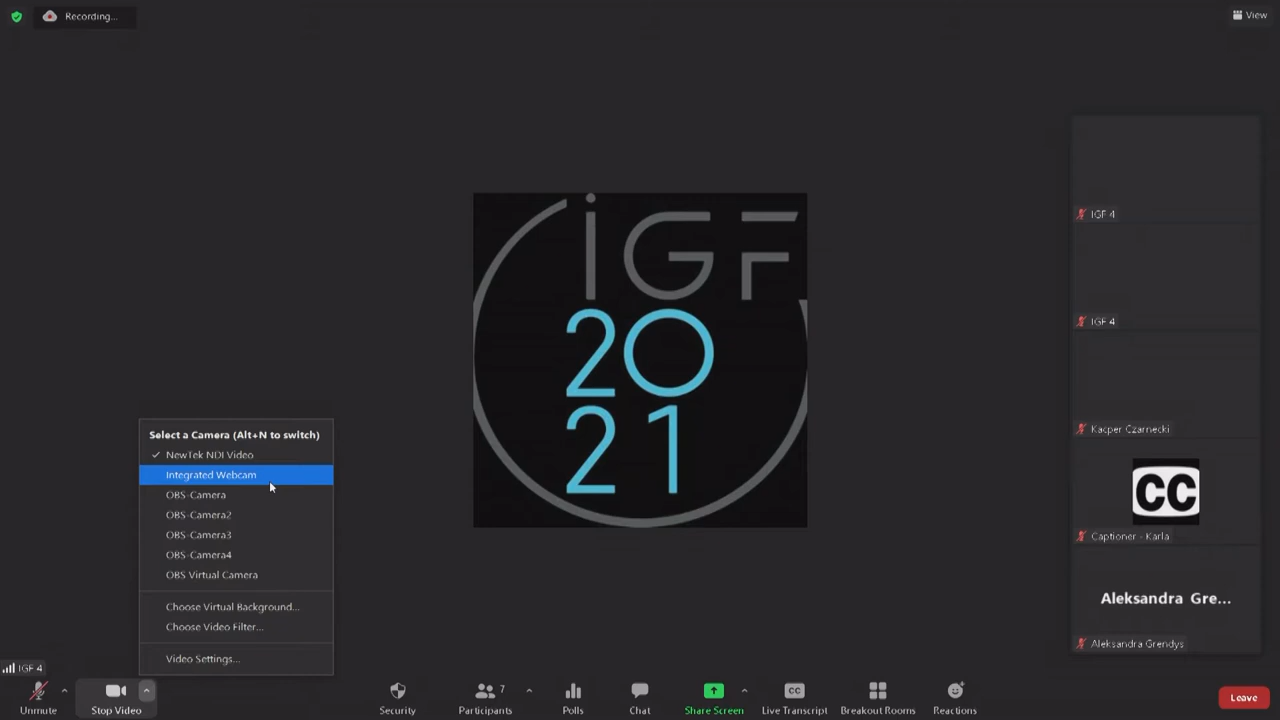 Recording...
View
iGF
20
21
IGF 4
IGF 4
Kacper Czarnecki
CC
Captioner - Karla
Aleksandra Gre...
Aleksandra Grendys
Select a Camera (Alt+N to switch)
NewTek NDI Video
Integrated Webcam
OBS-Camera
OBS-Camera2
OBS-Camera3
OBS-Camera4
OBS Virtual Camera
Choose Virtual Background...
Choose Video Filter...
Video Settings...
IGF 4
Unmute
Stop Video
Security
Participants
7
Polls
Chat
Share Screen
CC
Live Transcript
Breakout Rooms
Reactions
Leave